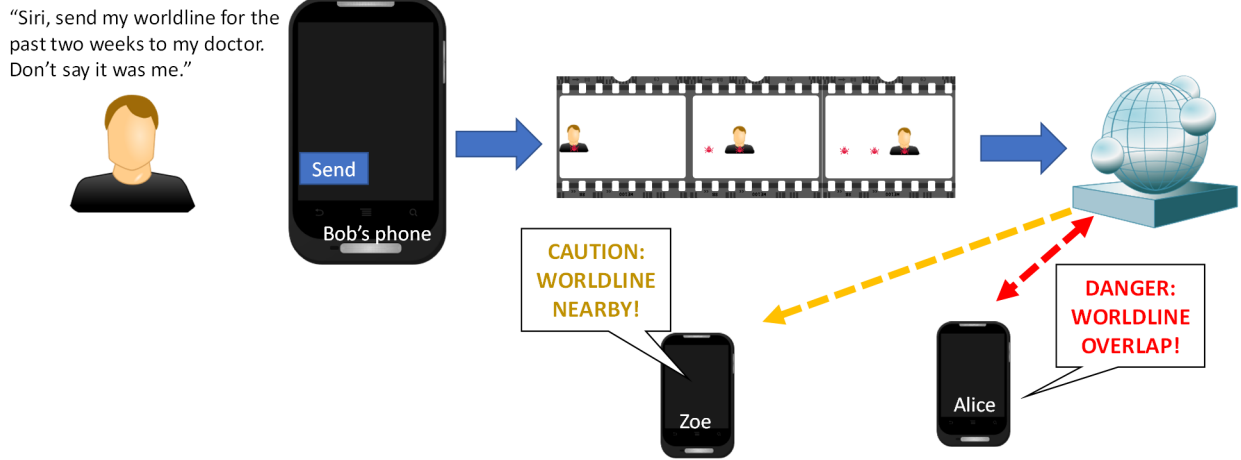 “Siri, send my worldline for the
past two weeks to my doctor.
Don’t say it was me.”
Send
Bob’s phone
CAUTION:
WORLDLINE
NEARBY!
Zoe
DANGER:
WORLDLINE
OVERLAP!
Alice